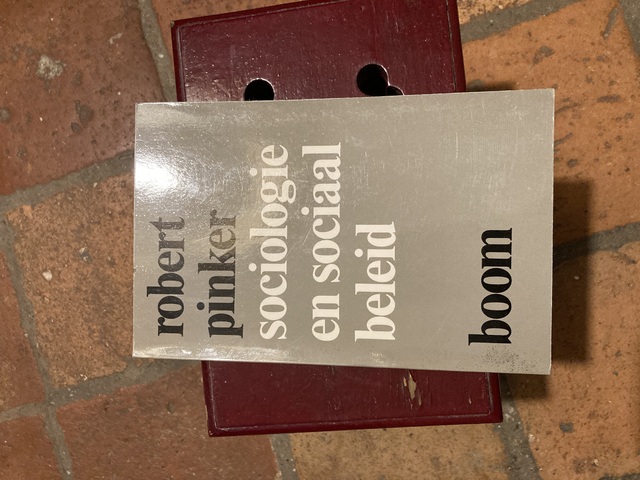 robert
pinker
sociologie
en sociaal
beleid
boom